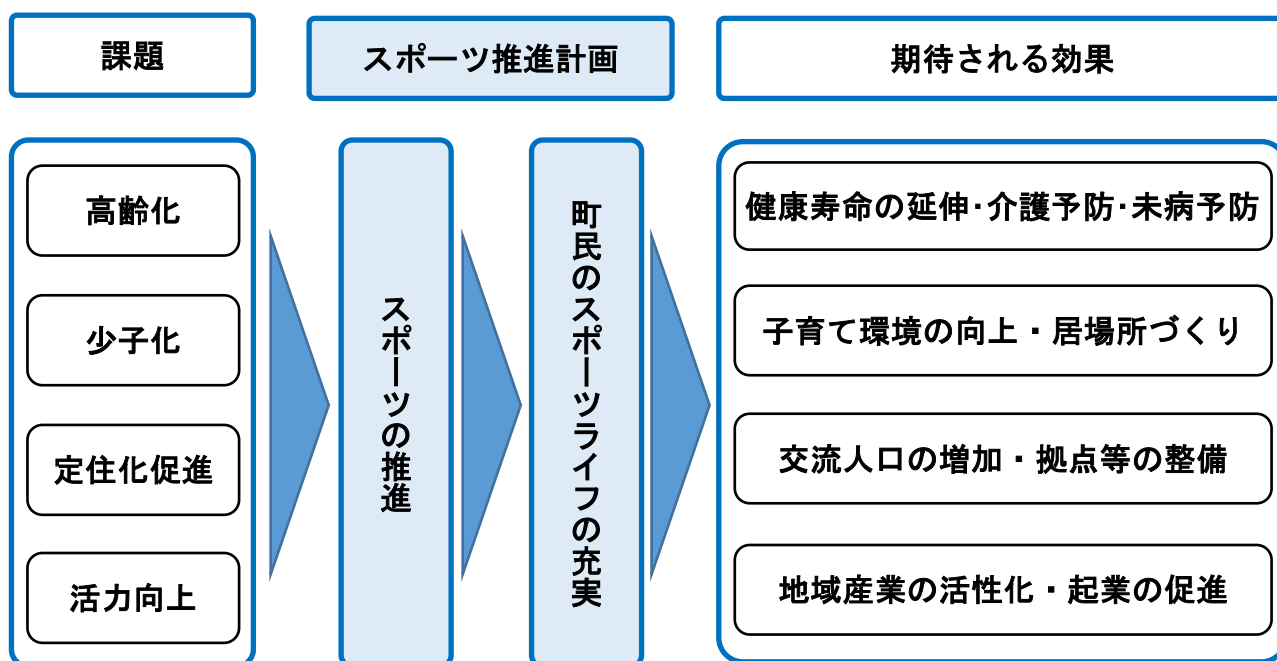 課題
スポーツ推進計画
期待される効果
高齢化
少子化
定住化促進
活力向上
スポーツの推進
町民のスポーツライフの充実
健康寿命の延伸･介護予防･未病予防
子育て環境の向上・居場所づくり
交流人口の増加・拠点等の整備
地域産業の活性化・起業の促進